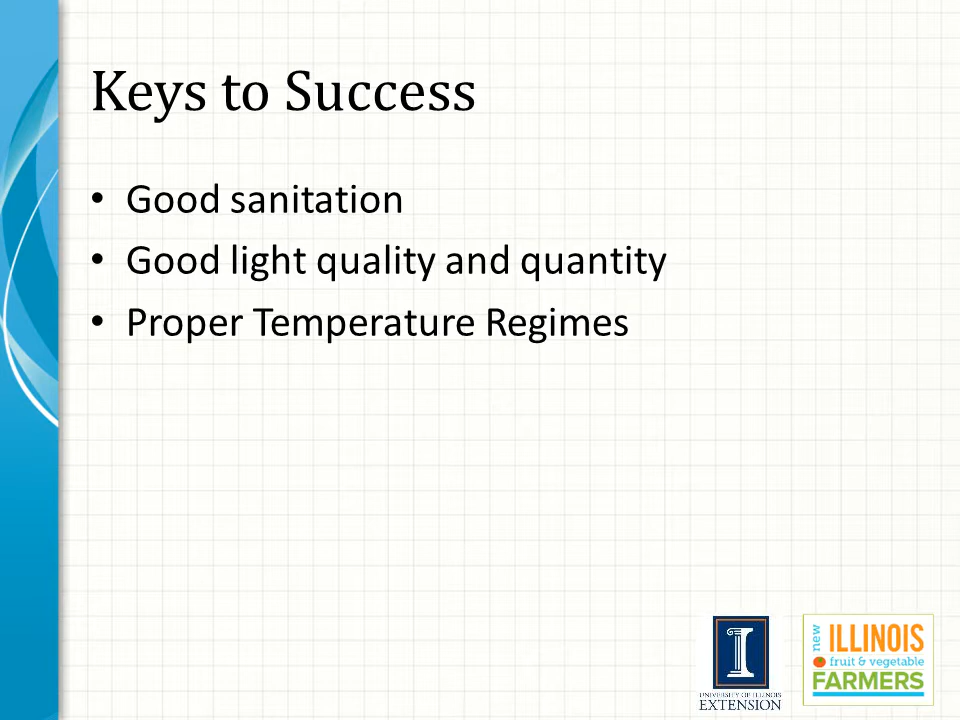 Keys to Success
• Good sanitation
• Good light quality and quantity
• Proper Temperature Regimes
I
UNIVERSITY OF ILLINOIS
EXTENSION
new
ILLINOIS
fruit & vegetable
FARMERS